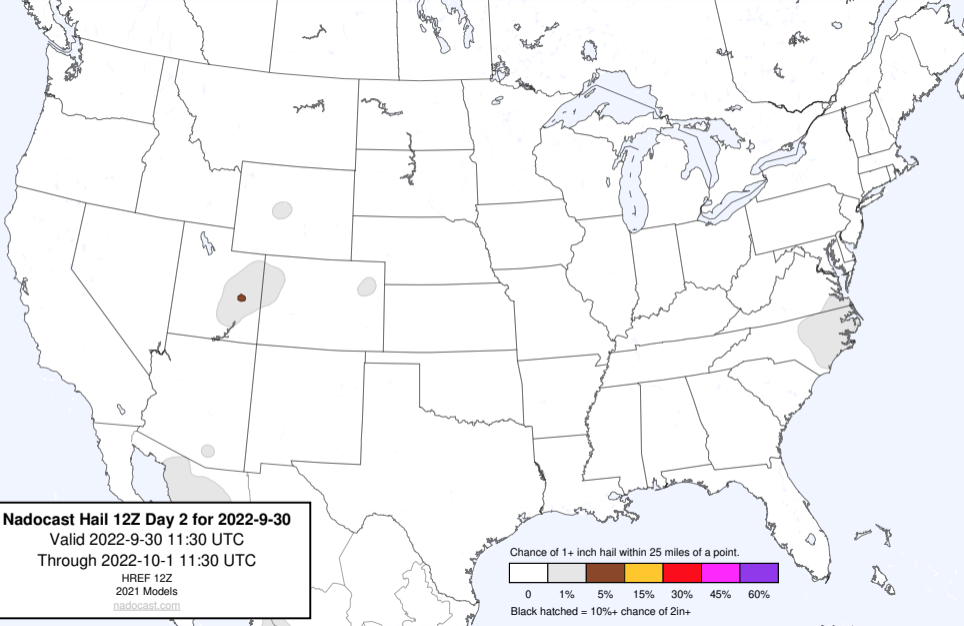 Nadocast Hail 12Z Day 2 for 2022-9-30
Valid 2022-9-30 11:30 UTC
Through 2022-10-1 11:30 UTC
HREF 12Z
2021 Models
nadocast.com
Chance of 1+ inch hail within 25 miles of a point.
0 1% 5% 15% 30% 45% 60%
Black hatched = 10%+ chance of 2in+